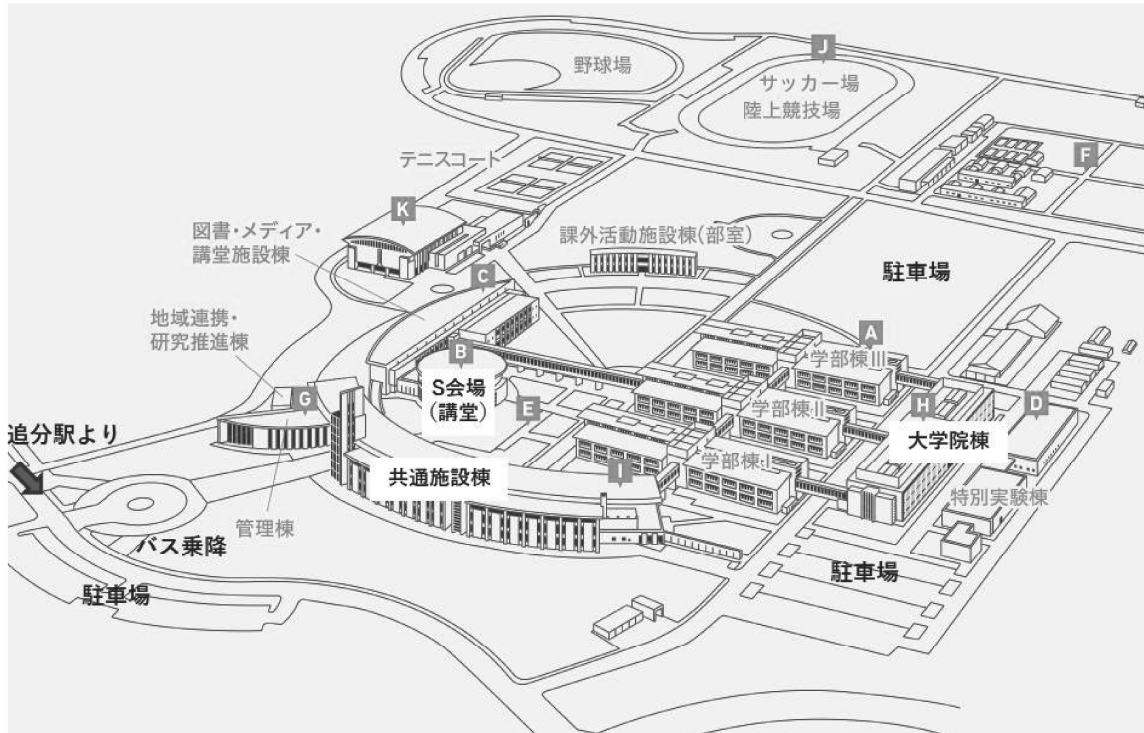 J
野球場
サッカー場
陸上競技場
テニスコート
F
K
図書・メディア・
講堂施設棟
課外活動施設棟(部室)
駐車場
C
地域連携・
研究推進棟
A
学部棟Ⅲ
B
S会場
(講堂)
G
E
学部棟Ⅱ
H
D
大学院棟
追分駅より
共通施設棟
I
学部棟Ⅰ
特別実験棟
管理棟
バス乗降
駐車場
駐車場